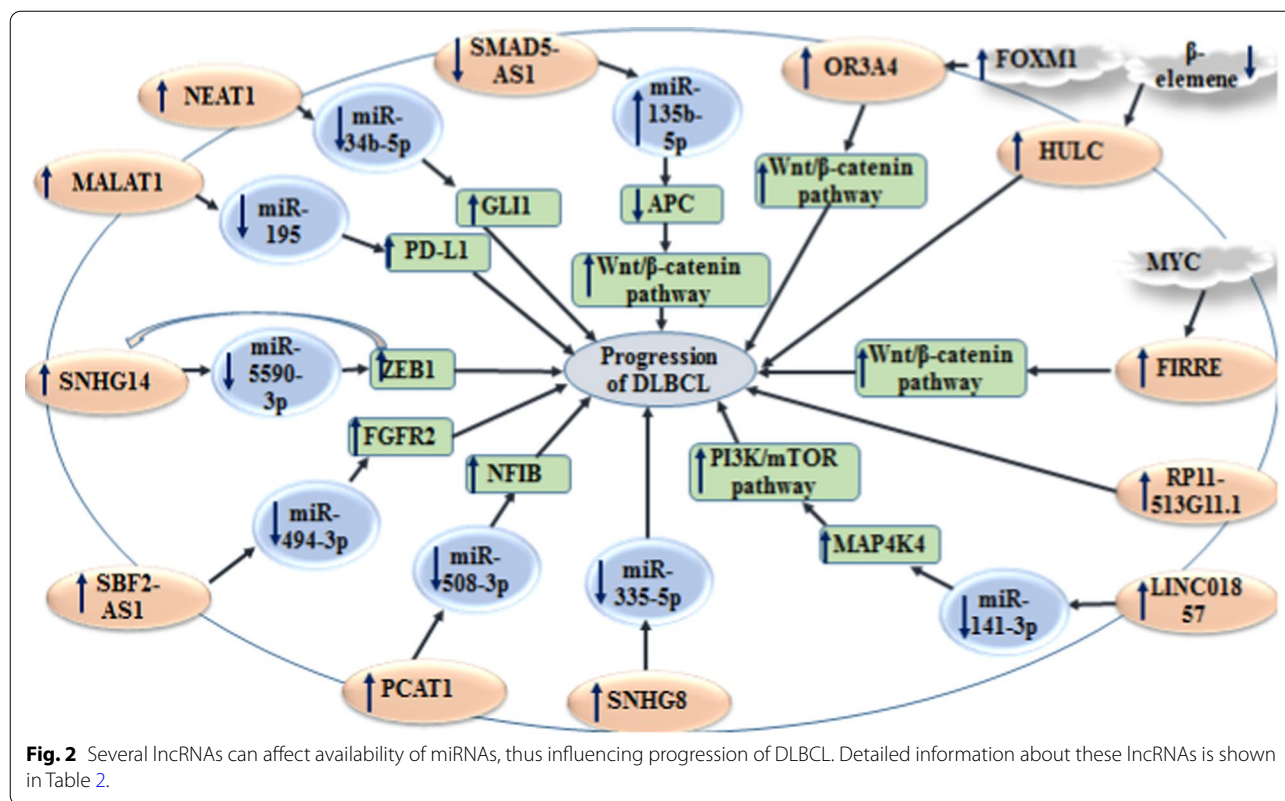 SMAD5-
AS1
OR3A4
FOXM1
β-
elemene
NEAT1
miR-
34b-5p
miR-
135b-
5p
HULC
MALAT1
miR-
195
GLI1
PD-L1
APC
Wnt/β-catenin
pathway
Wnt/β-catenin
pathway
MYC
SNHG14
miR-
5590-
3p
ZEB1
Progression
of DLBCL
Wnt/β-catenin
pathway
FIRRE
FGFR2
NFIB
PI3K/mTOR
pathway
RP11-
513G11.1
miR-
494-3p
miR-
508-3p
miR-
335-5p
MAP4K4
miR-
141-3p
LINC018
57
SBF2-
AS1
PCAT1
SNHG8
Fig. 2 Several lncRNAs can affect availability of miRNAs, thus influencing progression of DLBCL. Detailed information about these lncRNAs is shown
in Table 2.